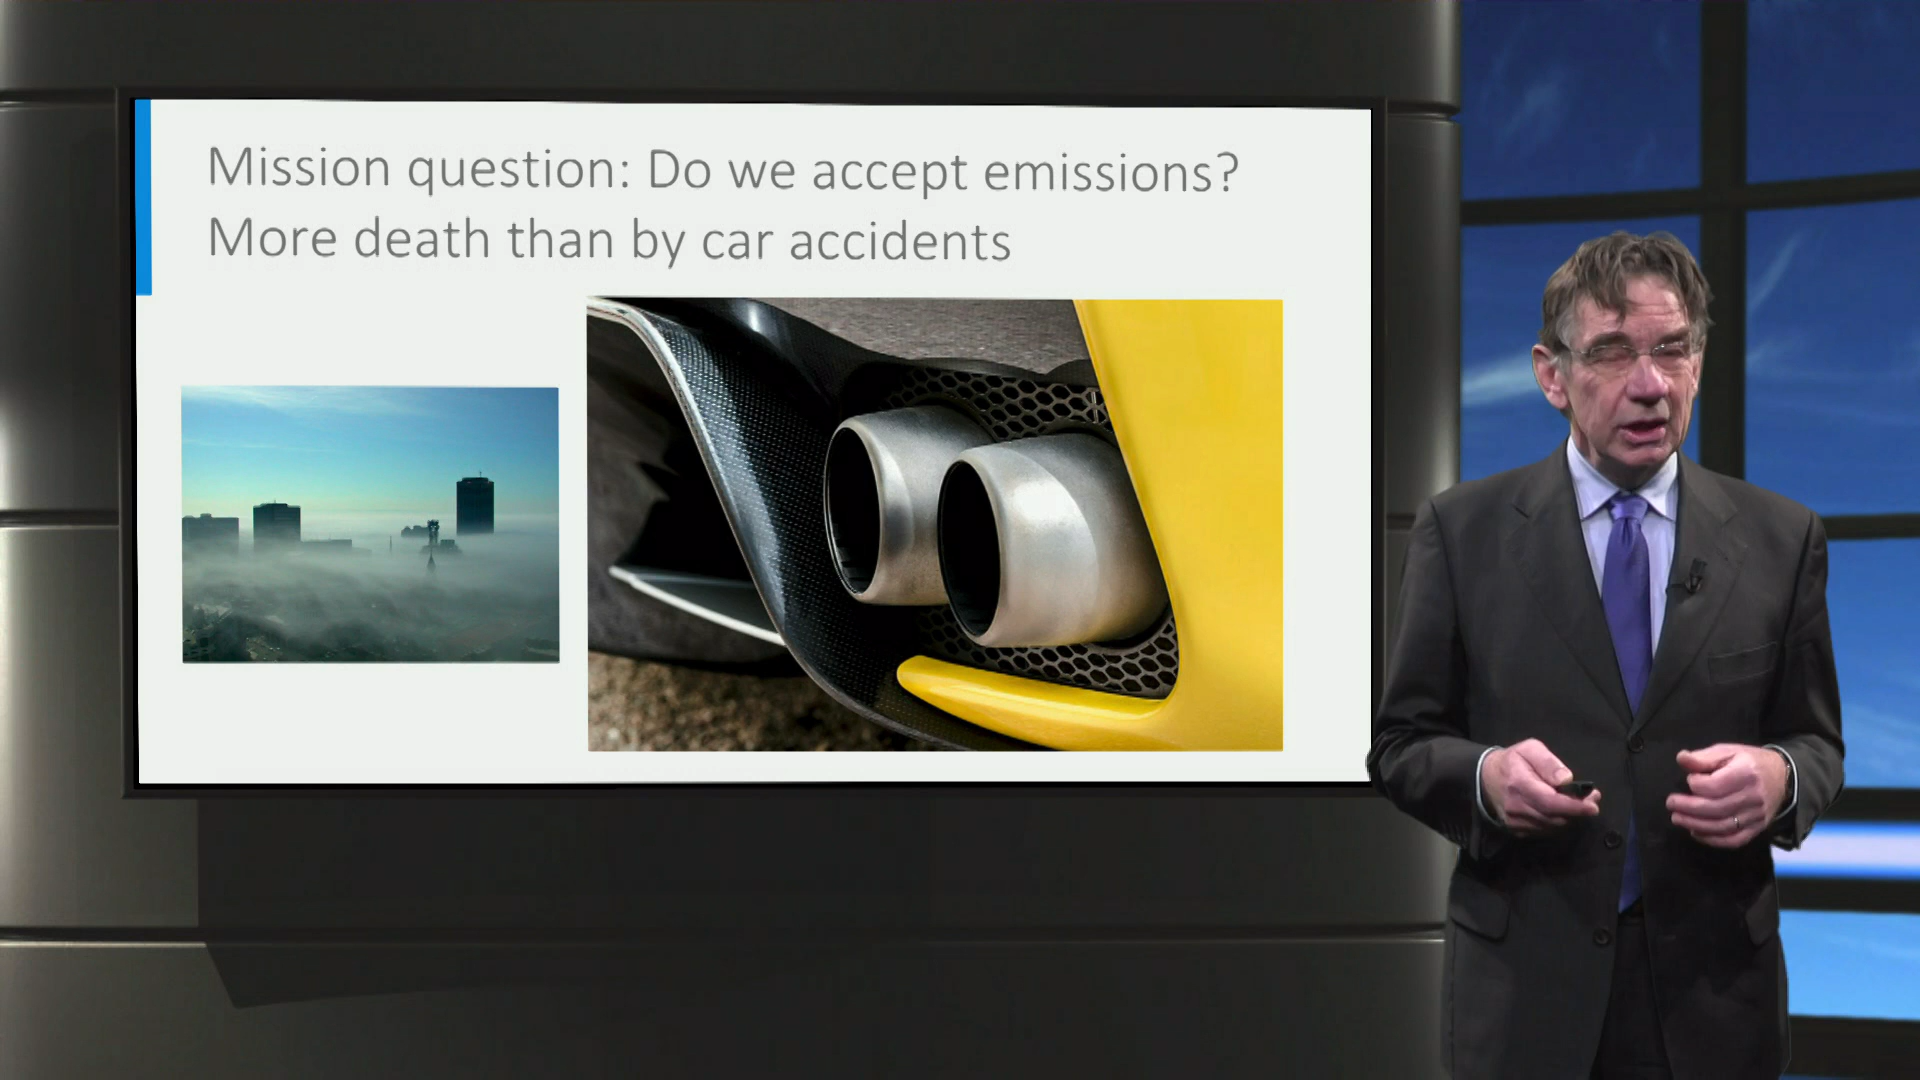 Mission question: Do we accept emissions?
More death than by car accidents